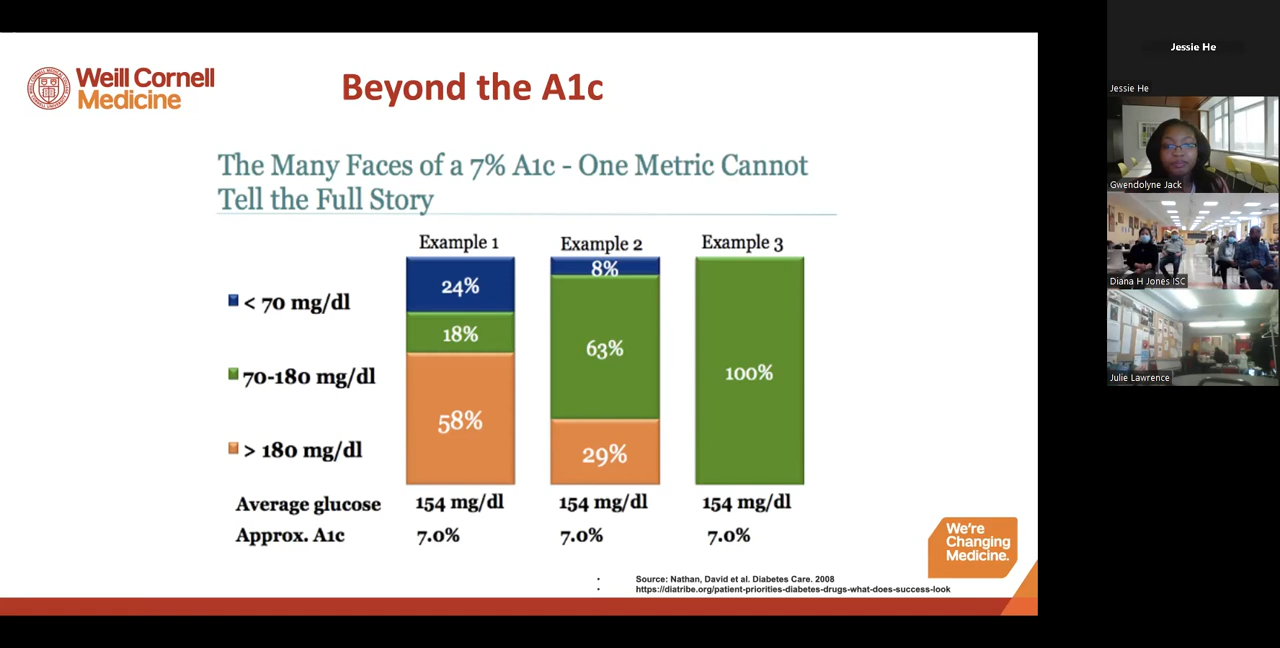 Weill Cornell
Medicine
Beyond the A1c
The Many Faces of a 7% A1c - One Metric Cannot
Tell the Full Story
Example 1
Example 2
Example 3
< 70 mg/dl
70-180 mg/dl
> 180 mg/dl
24%
18%
58%
8%
63%
29%
100%
Average glucose
154 mg/dl
154 mg/dl
154 mg/dl
Approx. A1c
7.0%
7.0%
7.0%
We're
Changing
Medicine.
• Source: Nathan, David et al. Diabetes Care. 2008
• https://diatribe.org/patient-priorities-diabetes-drugs-what-does-success-look
Jessie He
Jessie He
Gwendolyne Jack
Diana H Jones ISC
Julie Lawrence